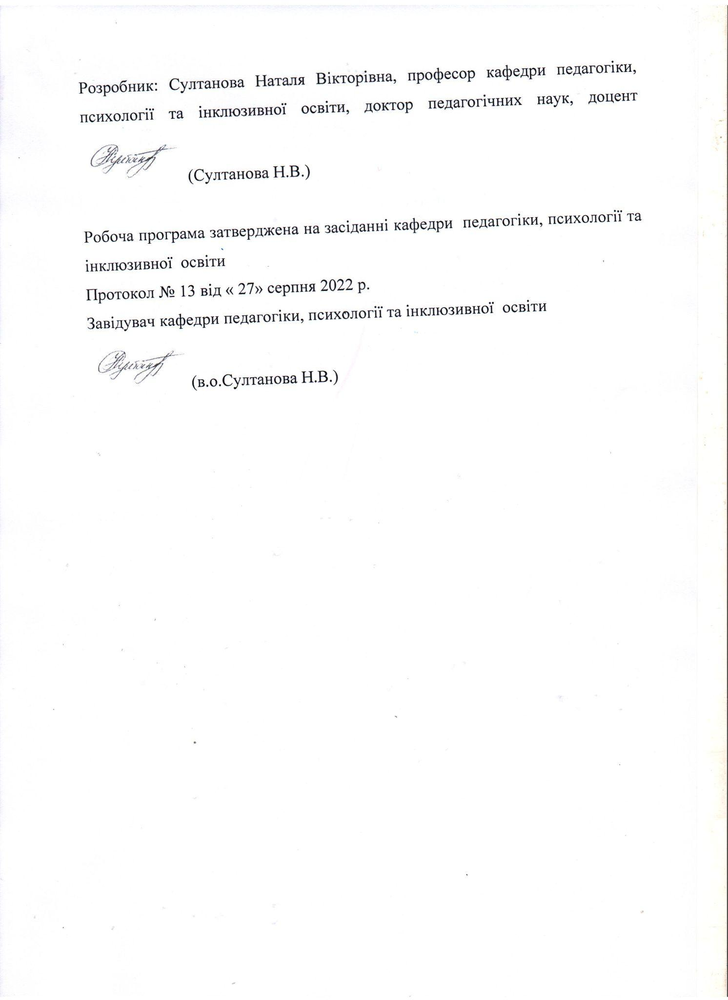 Розробник: Султанова Наталя Вікторівна, професор кафедри педагогіки,
психології та інклюзивної освіти, доктор педагогічних наук, доцент
(Султанова Н.В.)
Робоча програма затверджена на засіданні кафедри педагогіки, психології та
інклюзивної освіти
Протокол № 13 від « 27» серпня 2022 р.
Завідувач кафедри педагогіки, психології та інклюзивної освіти
(в.о.Султанова Н.В.)